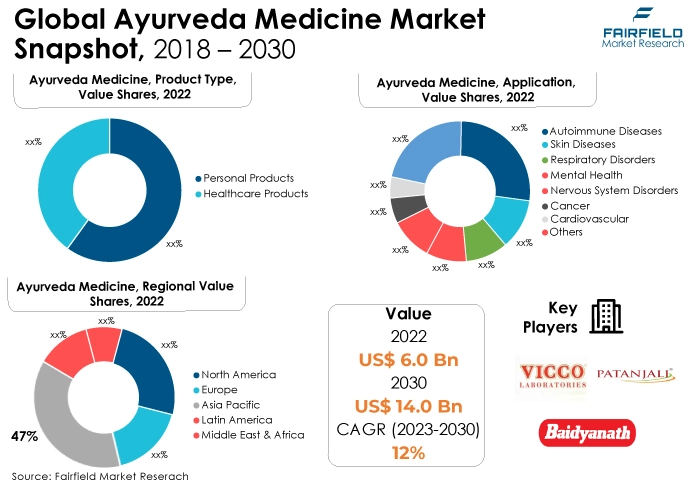 Global Ayurveda Medicine Market
Snapshot, 2018 – 2030
FAIRFIELD
Market Research
Ayurveda Medicine, Product Type,
Value Shares, 2022
xx%
xx%
Personal Products
Healthcare Products
Ayurveda Medicine, Application,
Value Shares, 2022
xx%
xx%
xx%
xx%
xx%
xx%
xx%
xx%
Autoimmune Diseases
Skin Diseases
Respiratory Disorders
Mental Health
Nervous System Disorders
Cancer
Cardiovascular
Others
Ayurveda Medicine, Regional Value
Shares, 2022
xx%
xx%
xx%
47%
xx%
North America
Europe
Asia Pacific
Latin America
Middle East & Africa
Source: Fairfield Market Reserach
Value
2022
US$ 6.0 Bn
2030
US$ 14.0 Bn
CAGR (2023-2030)
12%
Key
Players
VICCO
LABORATORIES
PATANJALI
Baidyanath